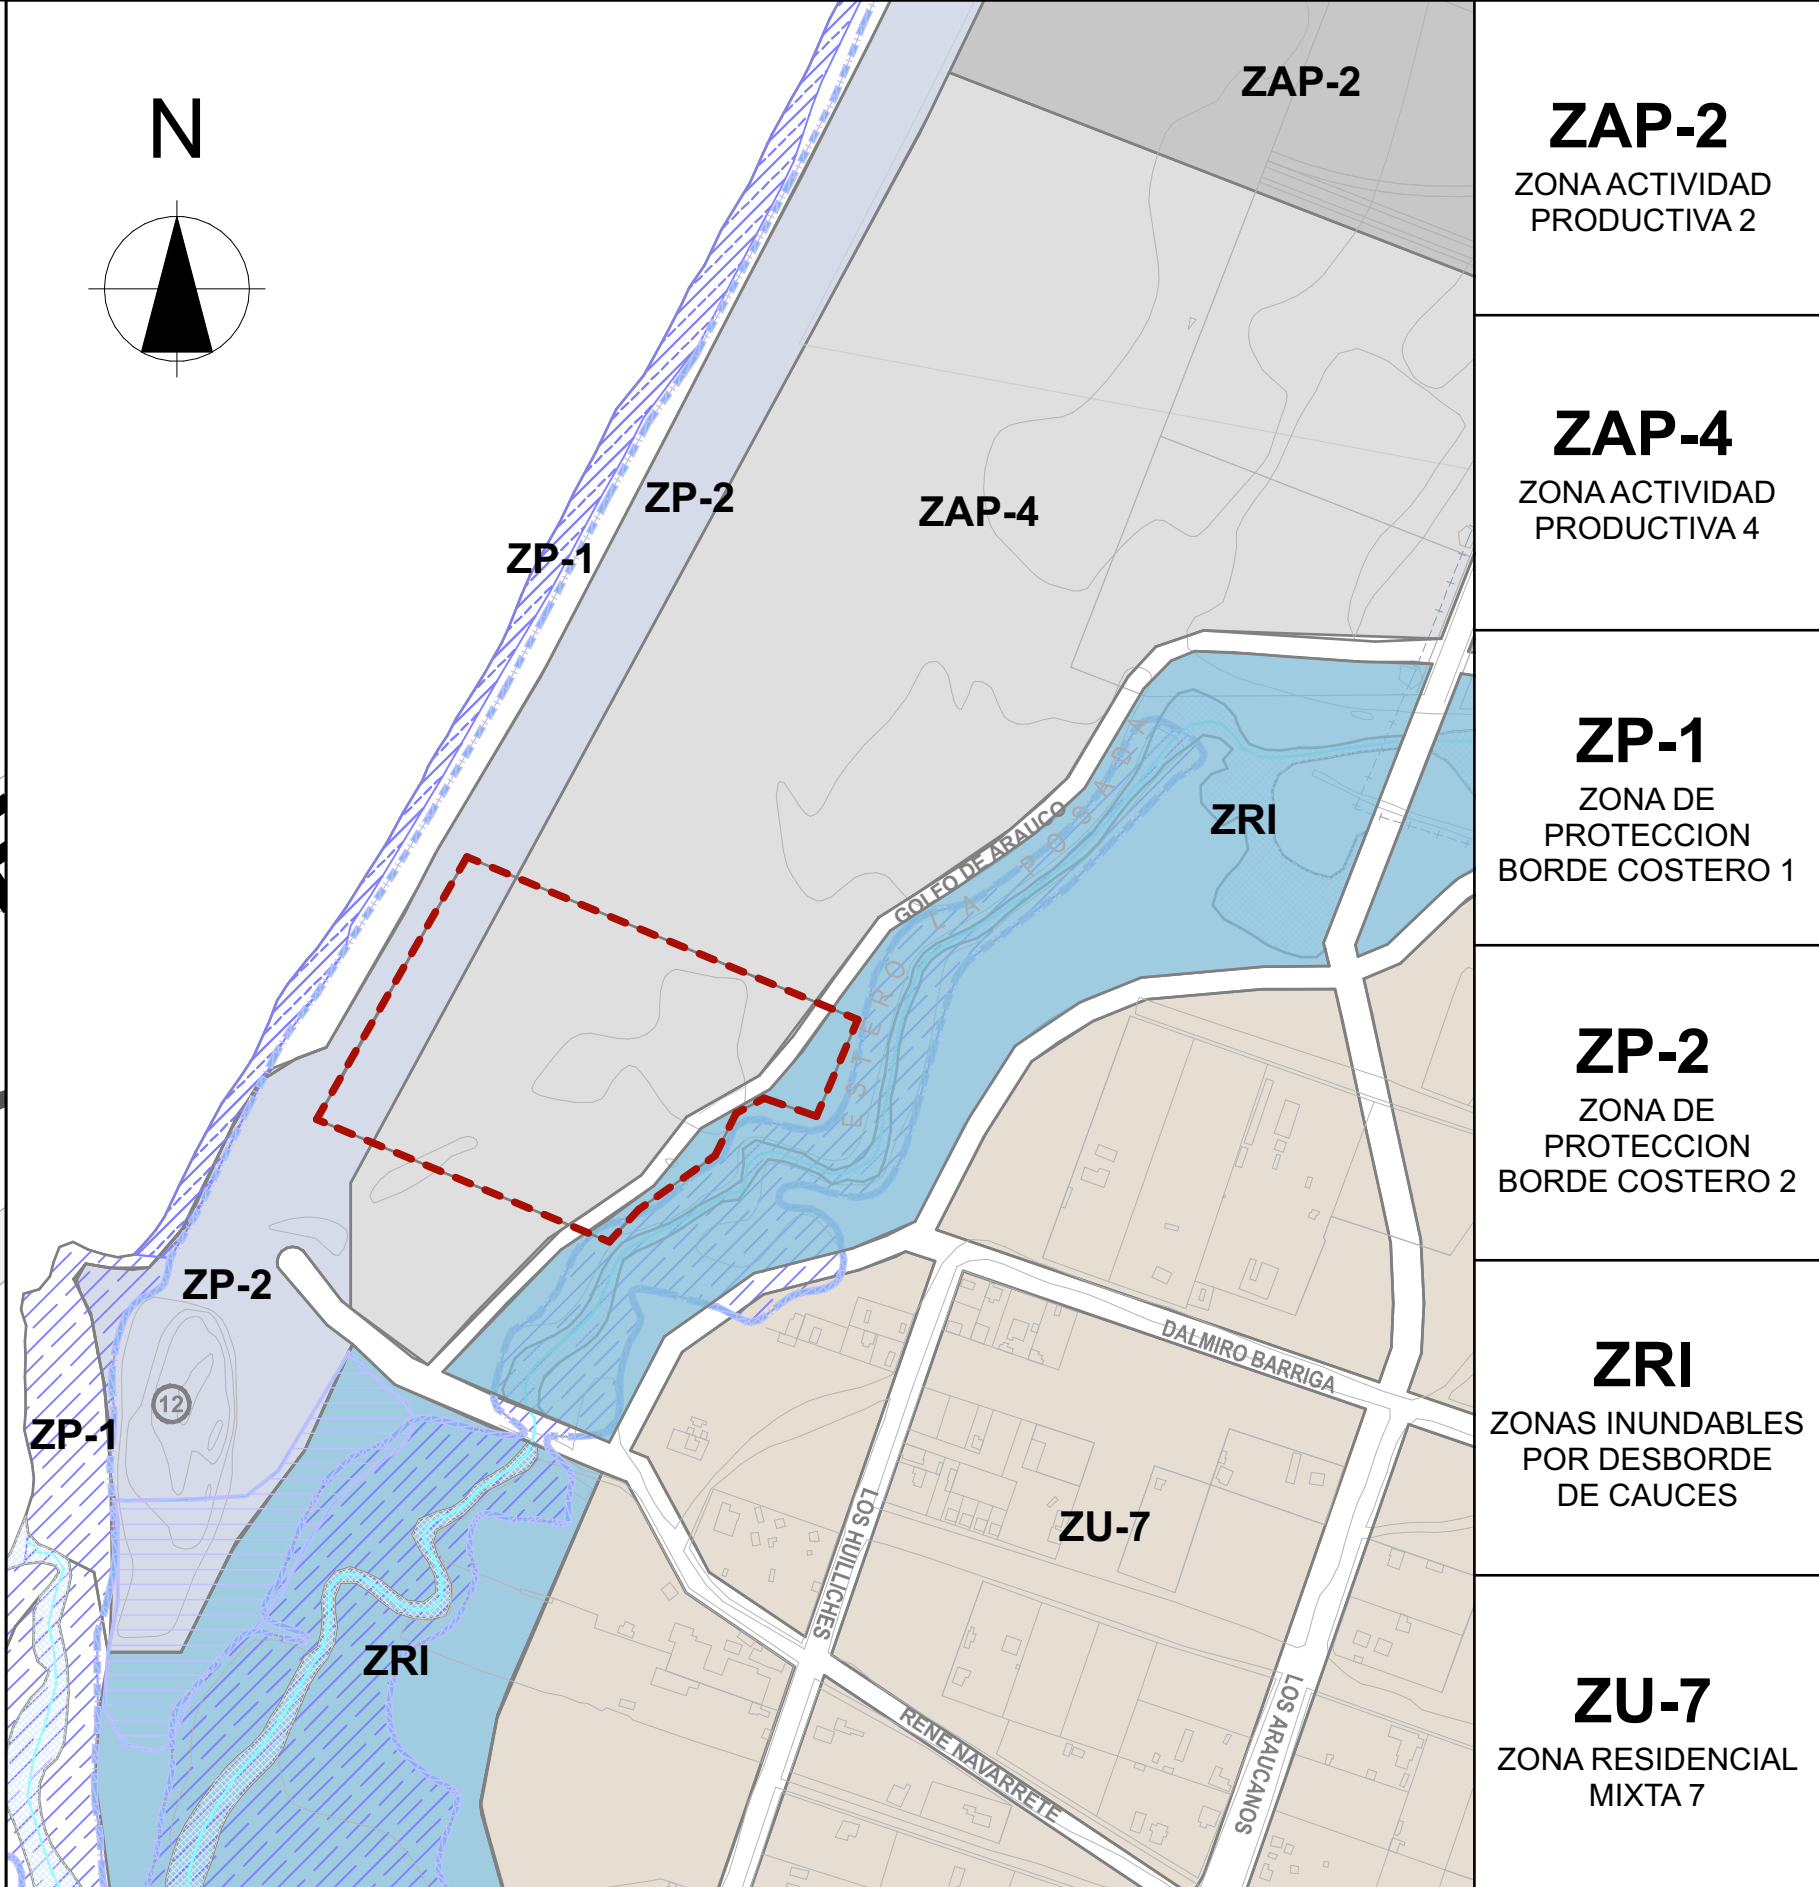 N
ZAP-2
ZP-2
ZAP-4
ZP-1
ZRI
GOLFO DE ARAUCO
ESTERO LA POSADA
ZP-2
12
ZP-1
DALMIRO BARRIGA
ZU-7
LOS HUILLICHES
ZRI
RENE NAVARRETE
LOS ARAUCANOS
ZAP-2
ZONA ACTIVIDAD
PRODUCTIVA 2
ZAP-4
ZONA ACTIVIDAD
PRODUCTIVA 4
ZP-1
ZONA DE
PROTECCION
BORDE COSTERO 1
ZP-2
ZONA DE
PROTECCION
BORDE COSTERO 2
ZRI
ZONAS INUNDABLES
POR DESBORDE
DE CAUCES
ZU-7
ZONA RESIDENCIAL
MIXTA 7